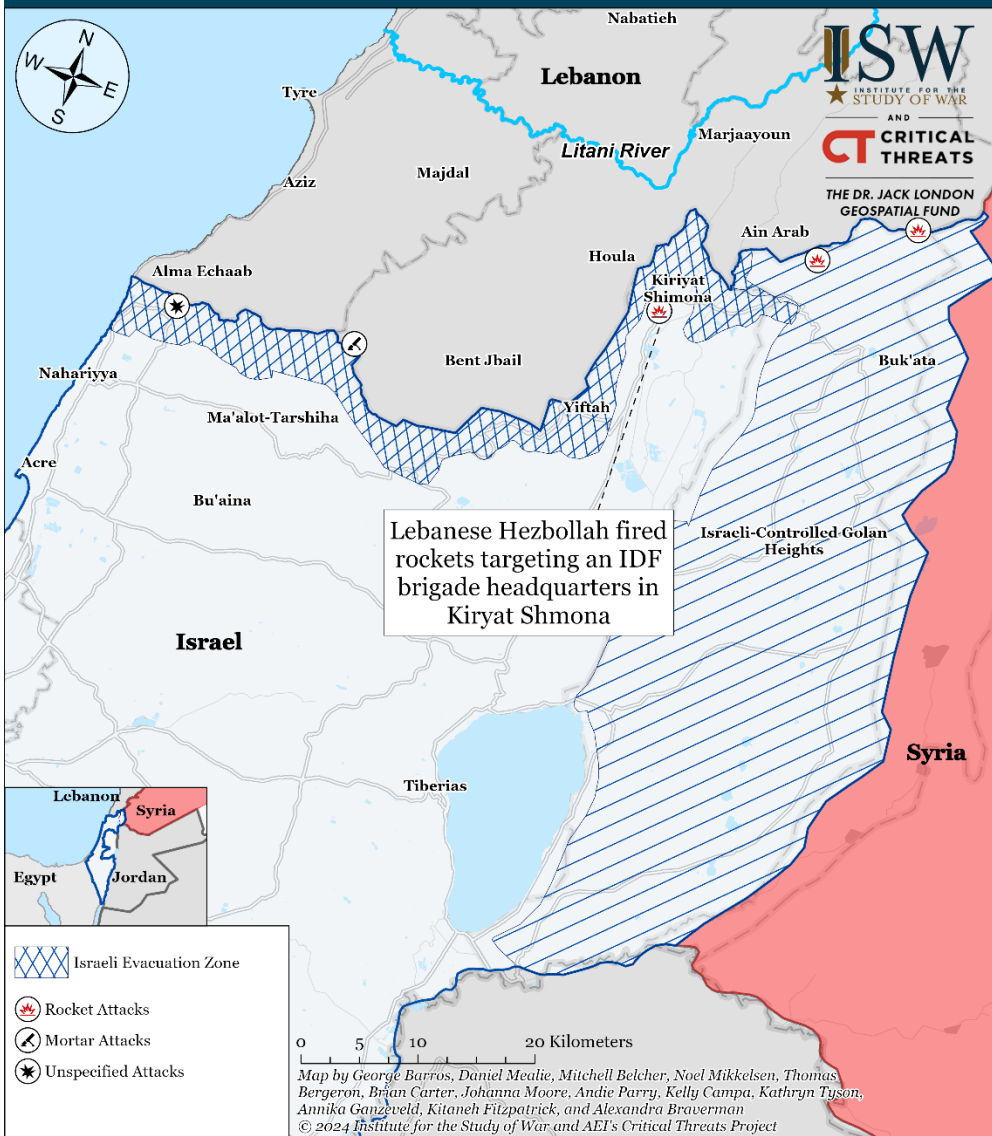 N
W
E
S
Nabatieh
Lebanon
ISW
INSTITUTE FOR THE
STUDY OF WAR
AND
CT CRITICAL
THREATS
THE DR. JACK LONDON
GEOSPATIAL FUND
Tyre
Marjaayoun
Litani River
Majdal
Aziz
Ain Arab
Houla
Alma Echaab
Kiriyat
Shimona
Bent Jbail
Buk'ata
Nahariyya
Yiftah
Ma'alot-Tarshiha
Acre
Bu'aina
Lebanese Hezbollah fired
rockets targeting an IDF
brigade headquarters in
Kiryat Shmona
Israeli-Controlled Golan
Heights
Israel
Syria
Tiberias
Lebanon
Syria
Egypt
Jordan
Israeli Evacuation Zone
Rocket Attacks
Mortar Attacks
Unspecified Attacks
0 5 10 20 Kilometers
Map by George Barros, Daniel Mealie, Mitchell Belcher, Noel Mikkelsen, Thomas
Bergeron, Brian Carter, Johanna Moore, Andie Parry, Kelly Campa, Kathryn Tyson,
Annika Ganzeveld, Kitaneh Fitzpatrick, and Alexandra Braverman
© 2024 Institute for the Study of War and AEI's Critical Threats Project